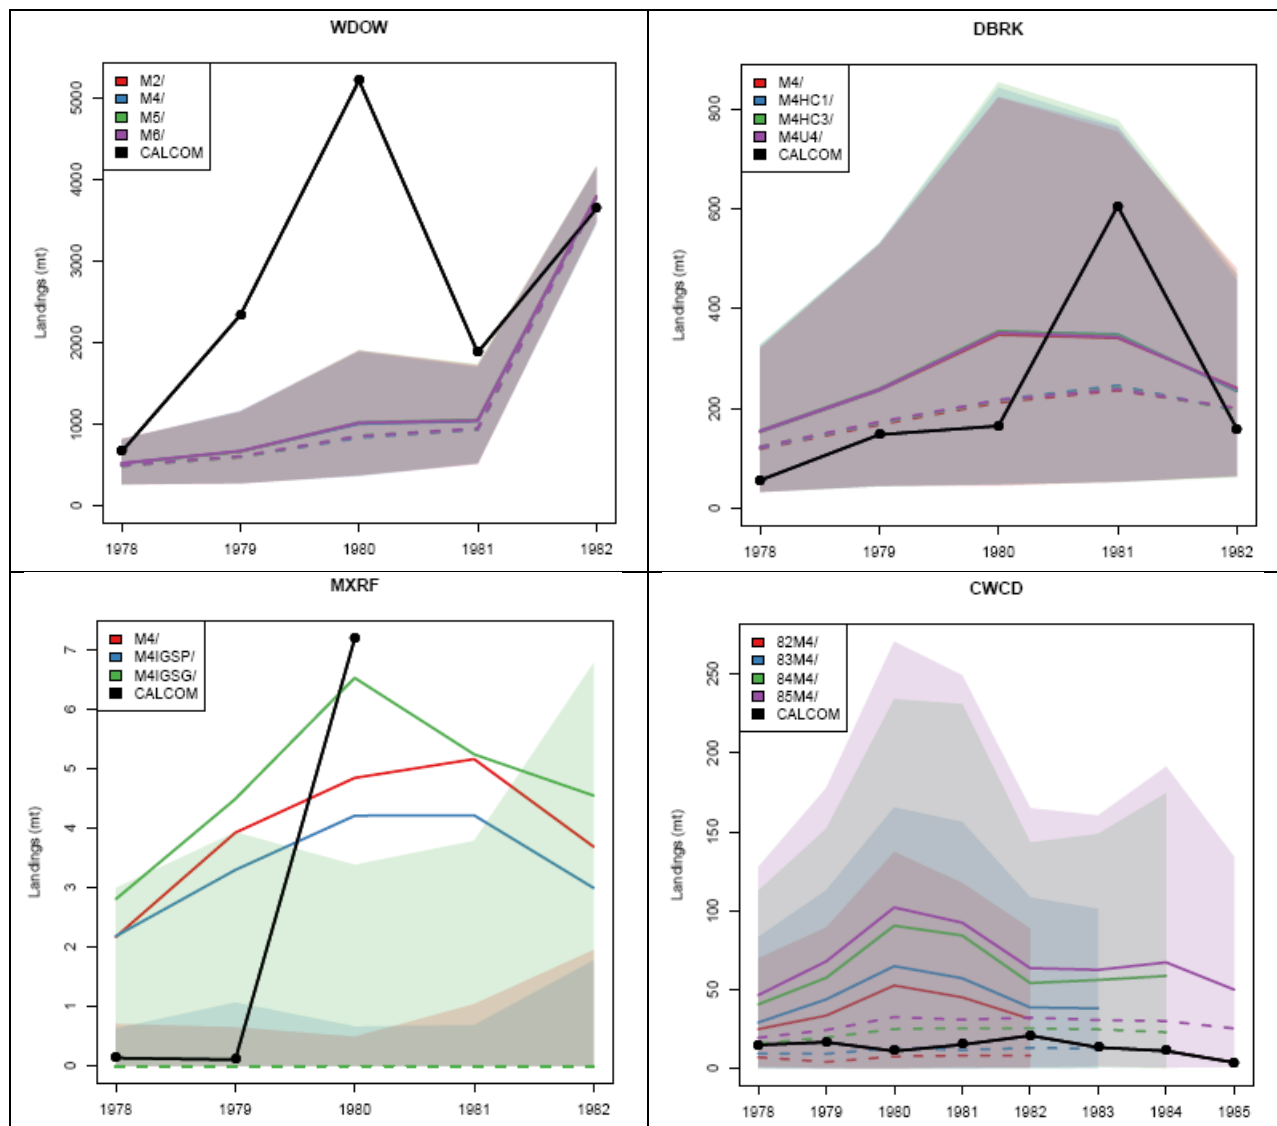 WDOW
M2/
M4/
M5/
M6/
CALCOM
Landings (mt)
0
1000
2000
3000
4000
5000
1978
1979
1980
1981
1982
DBRK
M4/
M4HC1/
M4HC3/
M4U4/
CALCOM
Landings (mt)
0
200
400
600
800
1978
1979
1980
1981
1982
MXRF
M4/
M4IGSP/
M4IGSG/
CALCOM
Landings (mt)
7
6
5
4
3
2
1
0
1978
1979
1980
1981
1982
CWCD
82M4/
83M4/
84M4/
85M4/
CALCOM
Landings (mt)
0
50
100
150
200
250
1978
1979
1980
1981
1982
1983
1984
1985